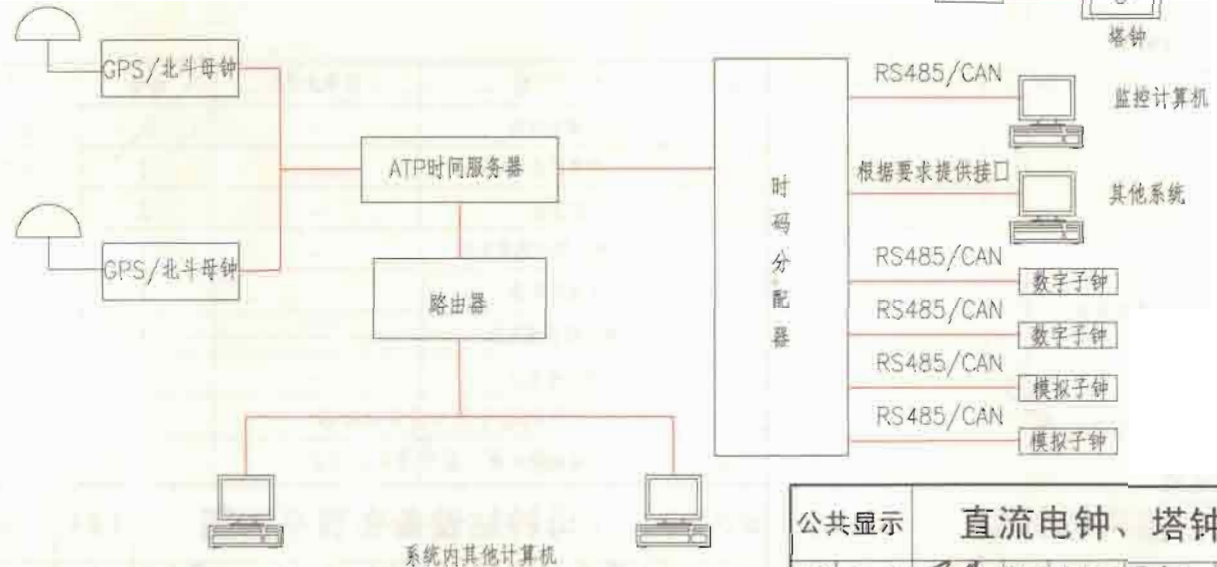 塔钟
GPS/北斗母钟
RS485/CAN
监控计算机
ATP时间服务器
根据要求提供接口
其他系统
时码分配器
GPS/北斗母钟
RS485/CAN
数字子钟
路由器
RS485/CAN
数字子钟
RS485/CAN
模拟子钟
RS485/CAN
模拟子钟
系统内其他计算机
公共显示
直流电钟、塔钟